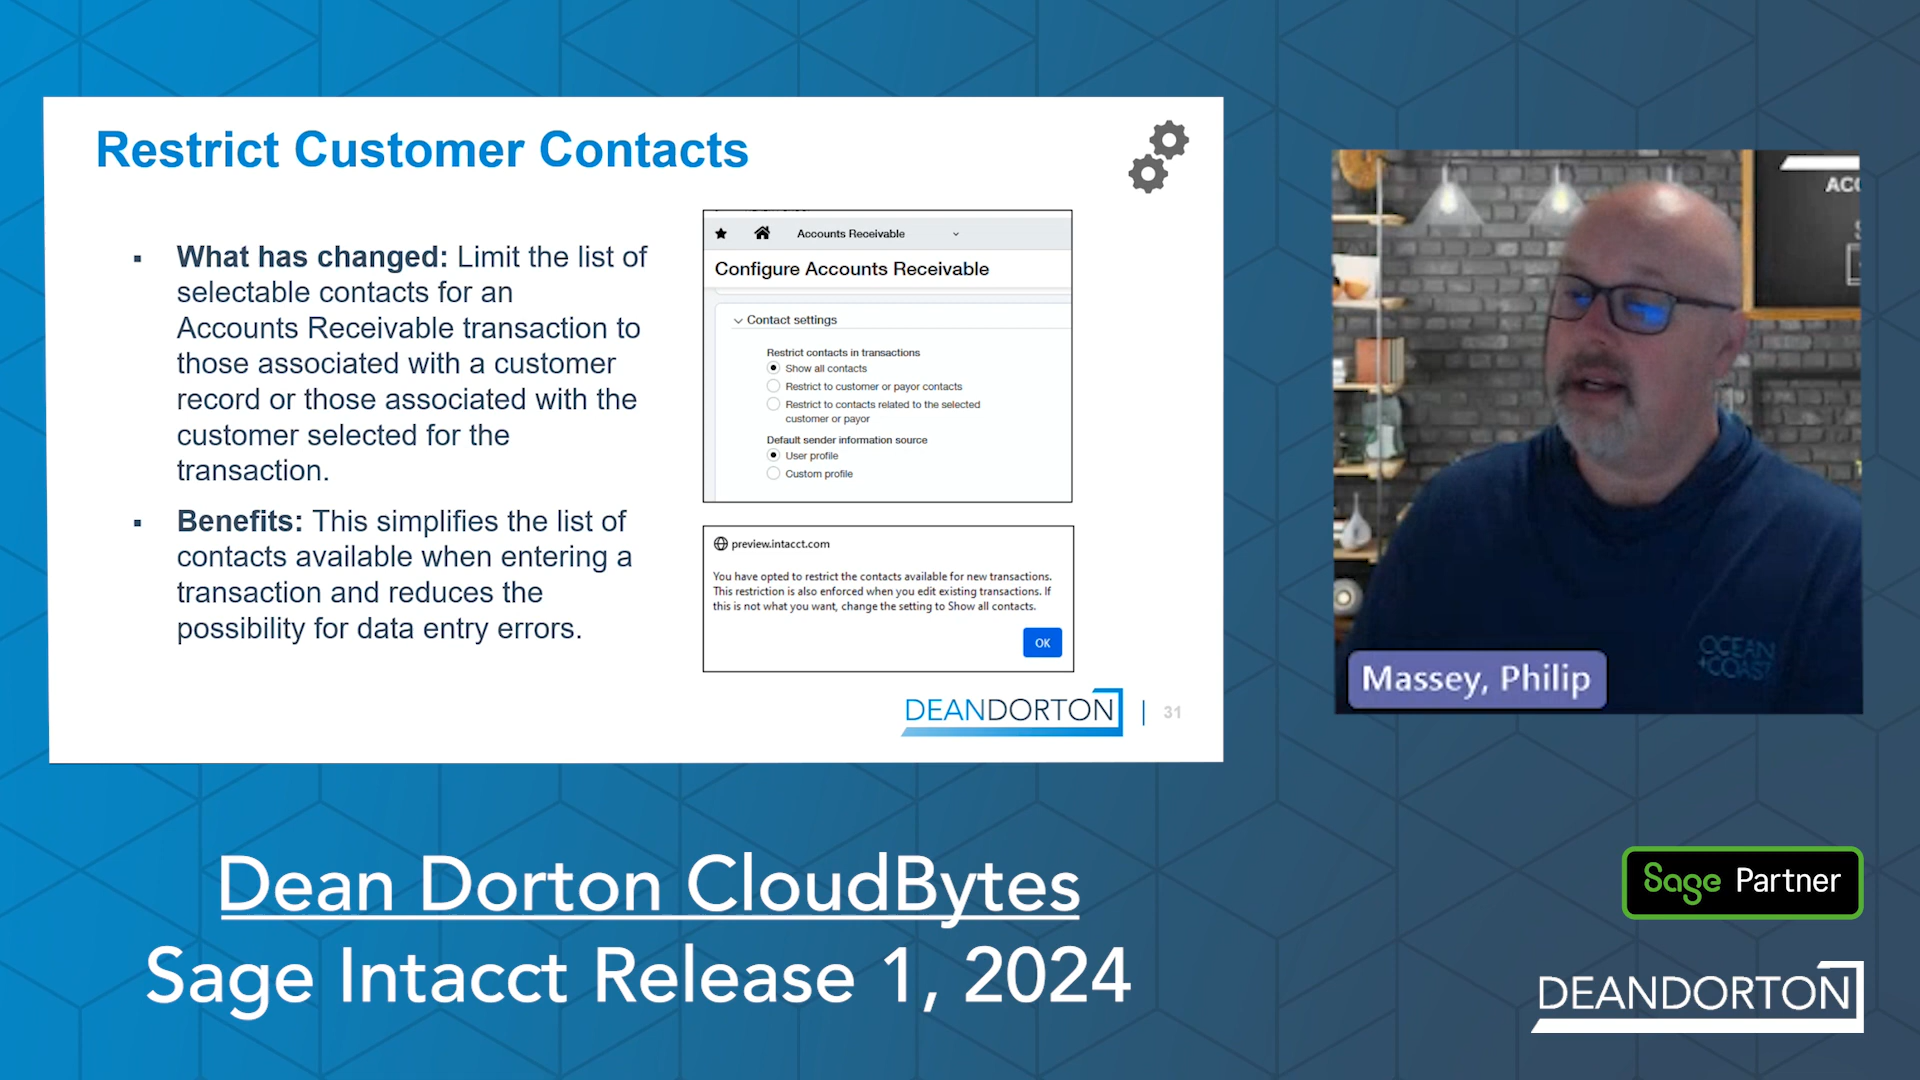 Restrict Customer Contacts
▪ What has changed: Limit the list of
selectable contacts for an
Accounts Receivable transaction to
those associated with a customer
record or those associated with the
customer selected for the
transaction.
▪ Benefits: This simplifies the list of
contacts available when entering a
transaction and reduces the
possibility for data entry errors.
Accounts Receivable
Configure Accounts Receivable
Contact settings
Restrict contacts in transactions
Show all contacts
Restrict to customer or payor contacts
Restrict to contacts related to the selected
customer or payor
Default sender information source
User profile
Custom profile
preview.intacct.com
You have opted to restrict the contacts available for new transactions.
This restriction is also enforced when you edit existing transactions. If
this is not what you want, change the setting to Show all contacts.
OK
DEANDORTON | 31
OCEAN
+COAST
Massey, Philip
Dean Dorton CloudBytes
Sage Intacct Release 1, 2024
Sage Partner
DEANDORTON